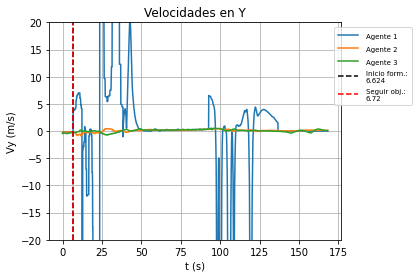 Velocidades en Y
Vy (m/s)
20
15
10
5
0
−5
−10
−15
−20
0
25
50
75
100
125
150
175
t (s)
Agente 1
Agente 2
Agente 3
Inicio form.:
6.624
Seguir obj.:
6.72